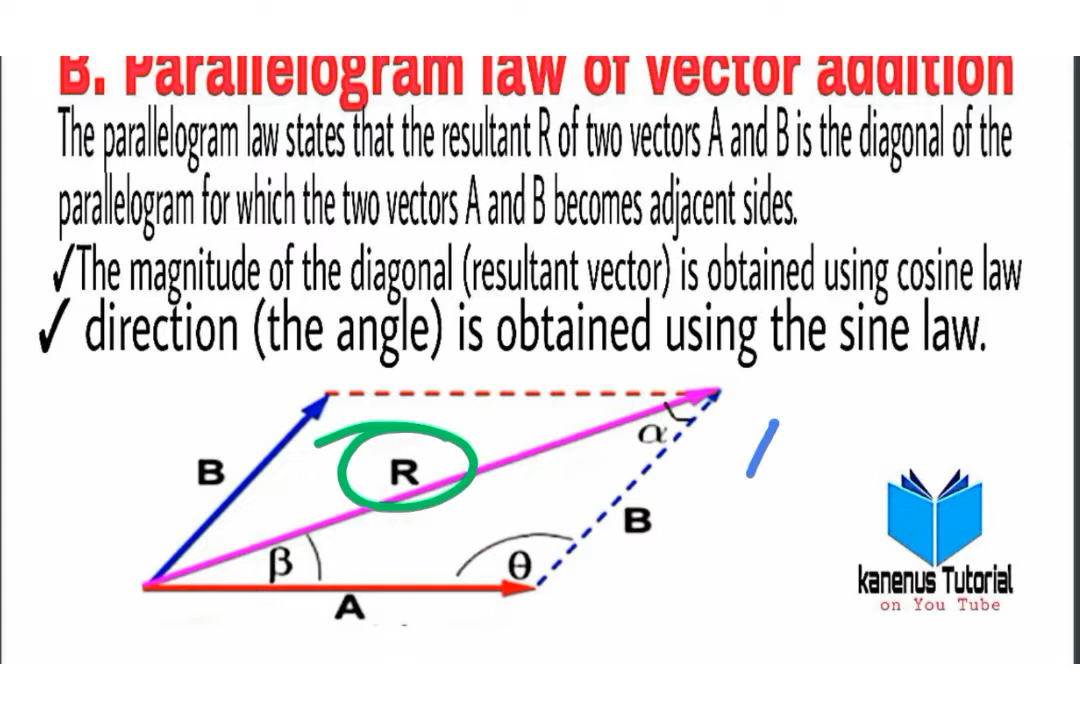 B. Parallelogram law of vector addition
The parallelogram law states that the resultant R of two vectors A and B is the diagonal of the
parallelogram for which the two vectors A and B becomes adjacent sides.
✓The magnitude of the diagonal (resultant vector) is obtained using cosine law
✓ direction (the angle) is obtained using the sine law.
α
B
R
B
β
θ
A
kanenus Tutorial
on You Tube